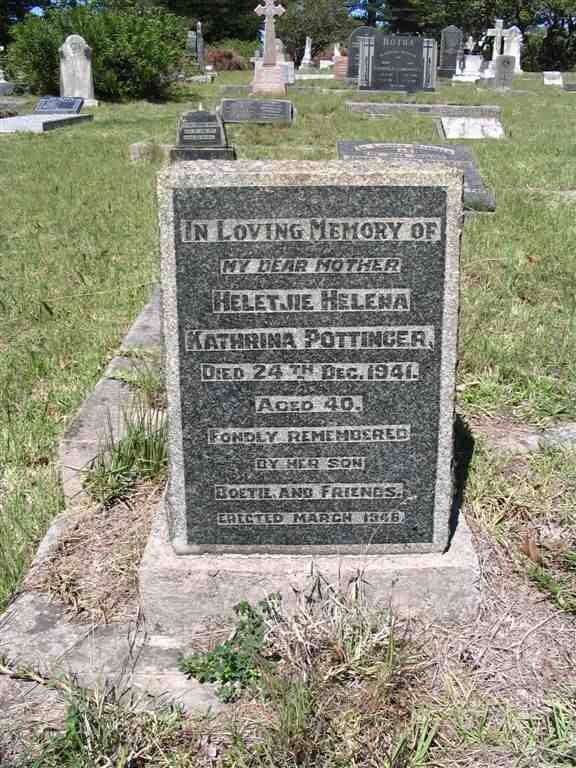 BOTHA
IN LOVING MEMORY OF
MY DEAR MOTHER
HELETJIE HELENA
KATHRINA POTTINGER,
DIED 24TH DEC. 1941.
AGED 40.
FONDLY REMEMBERED
BY HER SON
BOETIE AND FRIENDS.
ERECTED MARCH 1946.